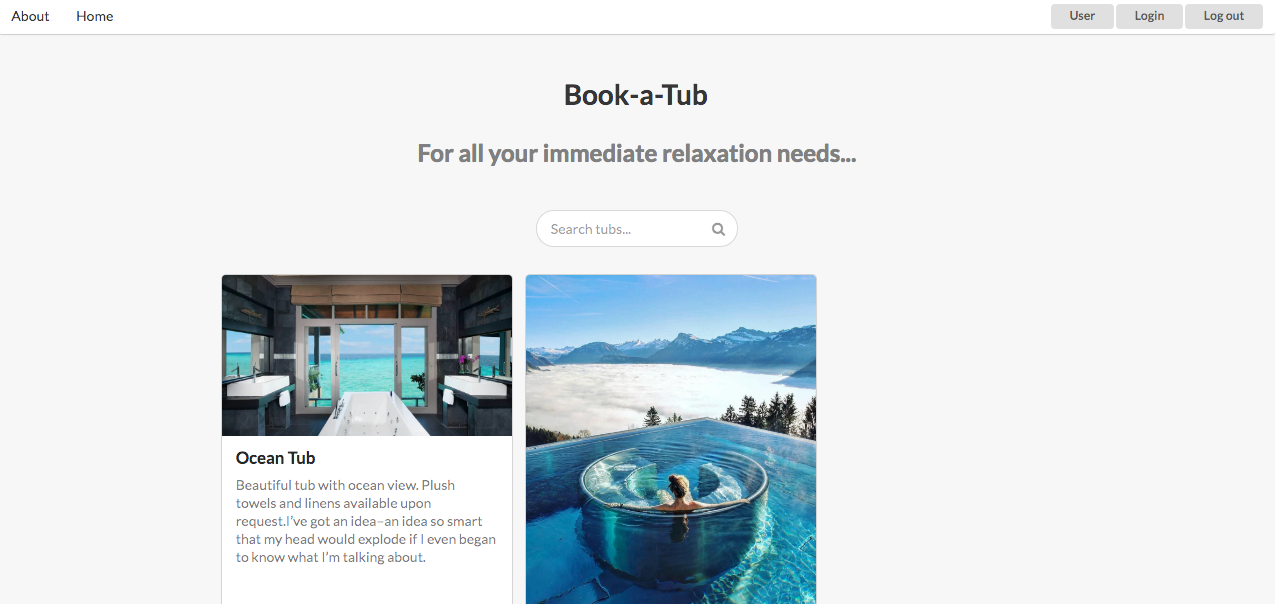 About Home User Login Log out
Book-a-Tub
For all your immediate relaxation needs...
Search tubs...
Ocean Tub
Beautiful tub with ocean view. Plush
towels and linens available upon
request.I've got an idea–an idea so smart
that my head would explode if I even began
to know what I'm talking about.